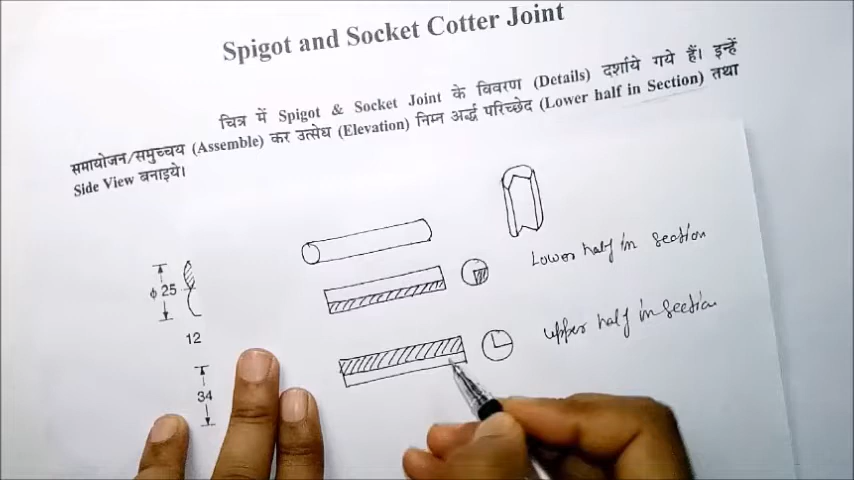 Spigot and Socket Cotter Joint
चित्र में Spigot & Socket Joint के विवरण (Details) दर्शाये गये हैं। इन्हें
समायोजन/समुच्चय (Assemble) कर उत्सेध (Elevation) निम्न अर्द्ध परिच्छेद (Lower half in Section) तथा
Side View बनाइये।
Lower half in section
ϕ 25
12
upper half in section
34